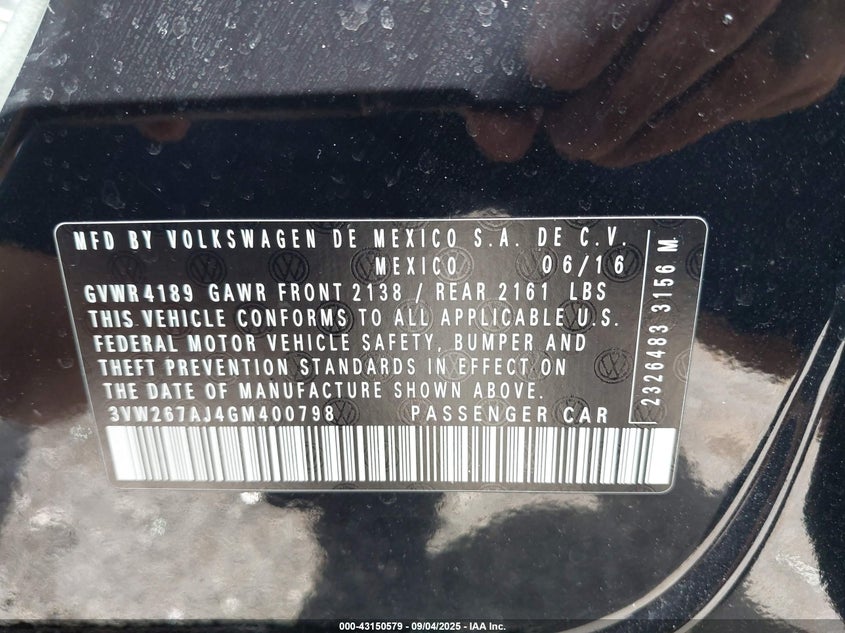 MFD BY VOLKSWAGEN DE MEXICO S.A. DE C.V.
MEXICO 06/16
GVWR4189 GAWR FRONT 2138 / REAR 2161 LBS
THIS VEHICLE CONFORMS TO ALL APPLICABLE U.S.
FEDERAL MOTOR VEHICLE SAFETY, BUMPER AND
THEFT PREVENTION STANDARDS IN EFFECT ON
THE DATE OF MANUFACTURE SHOWN ABOVE.
3VW267AJ4GM400798 PASSENGER CAR
2326483 3156 M
000-43150579 - 09/04/2025 - IAA Inc.